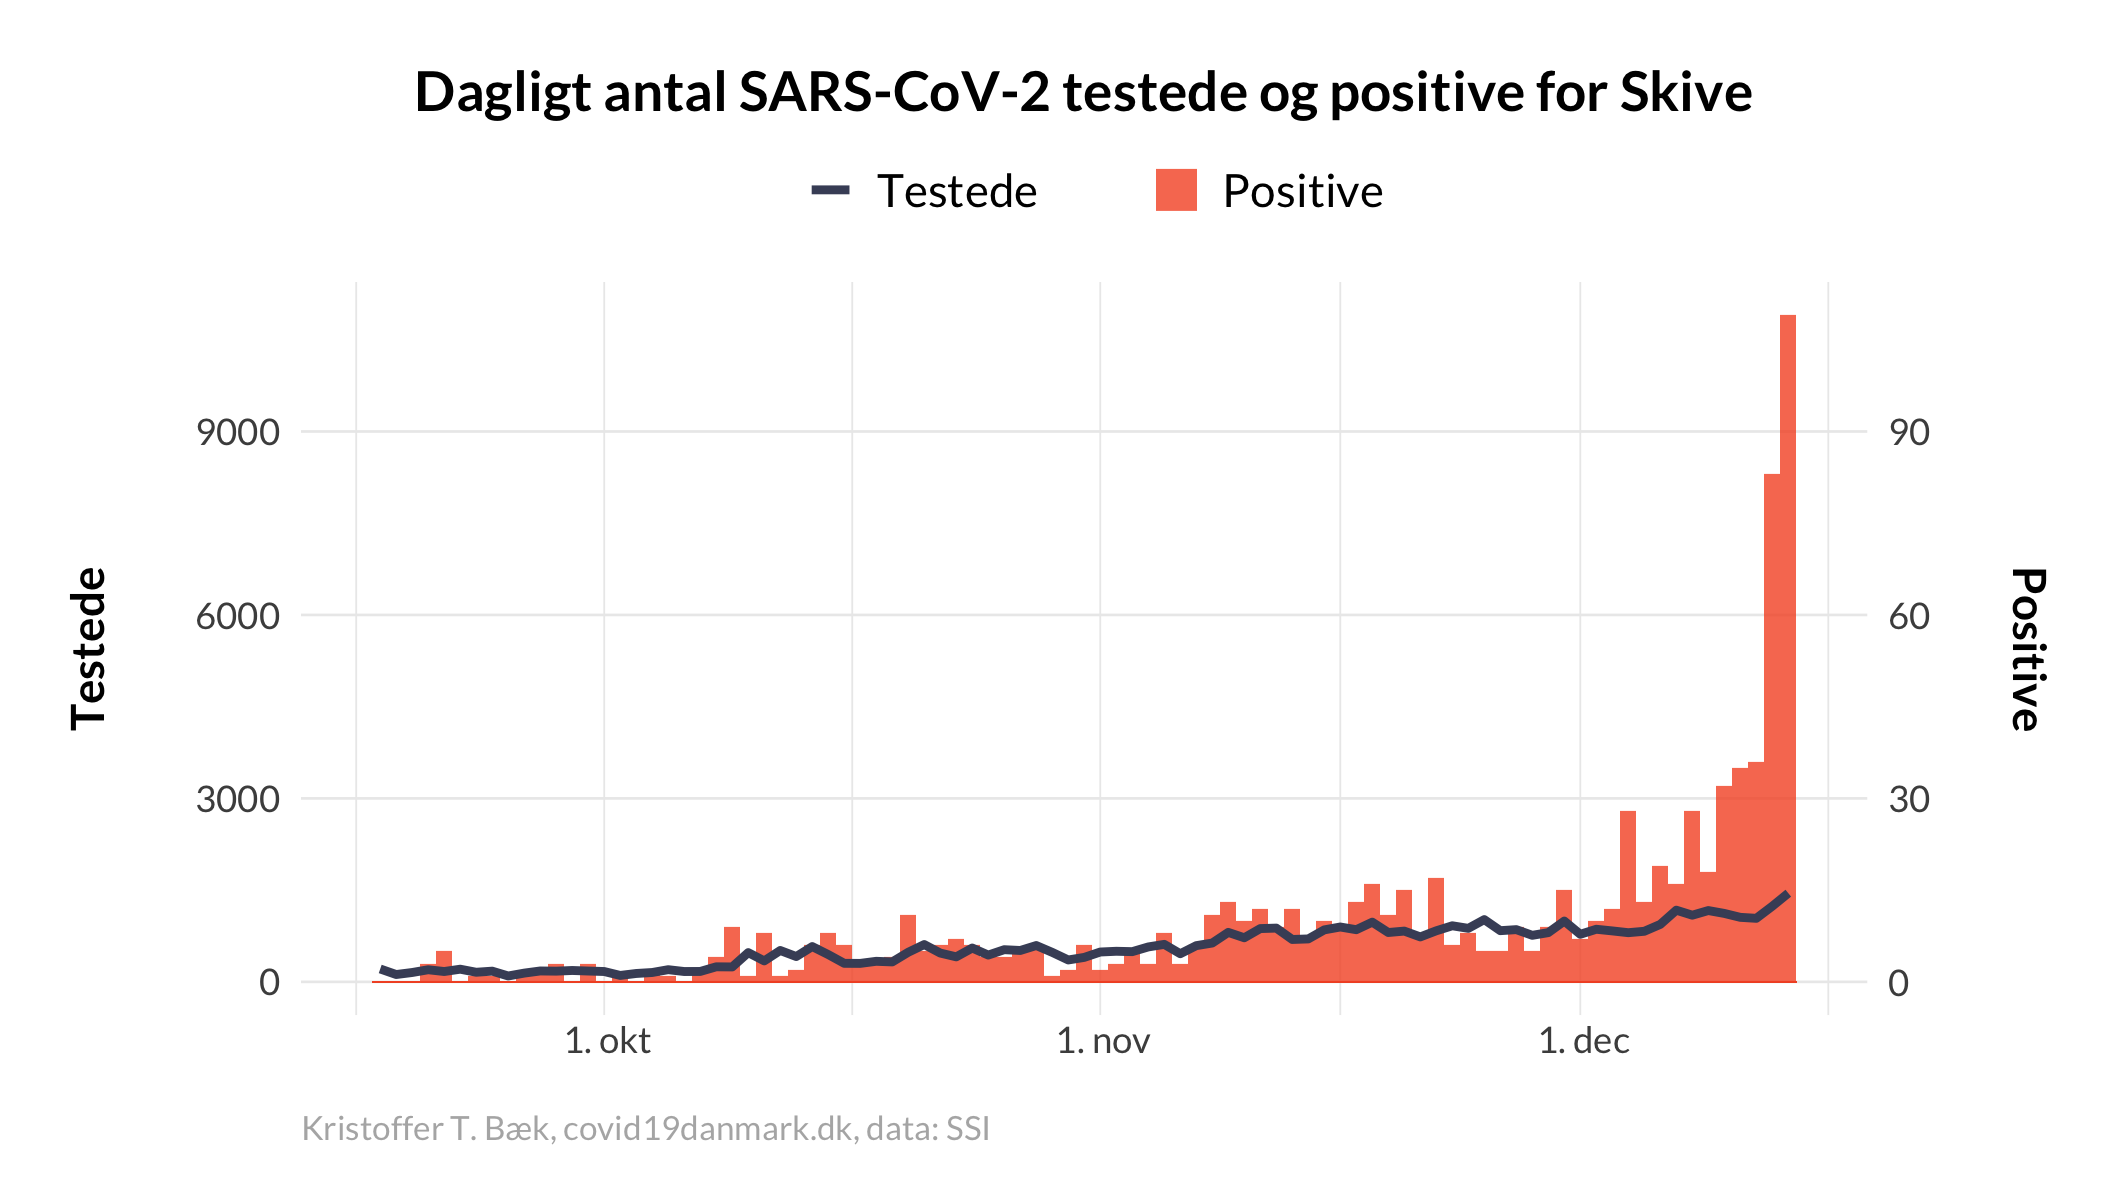 Dagligt antal SARS-CoV-2 testede og positive for Skive
Testede
Positive
9000
6000
3000
0
Testede
90
60
30
0
Positive
1. okt
1. nov
1. dec
Kristoffer T. Bæk, covid19danmark.dk, data: SSI